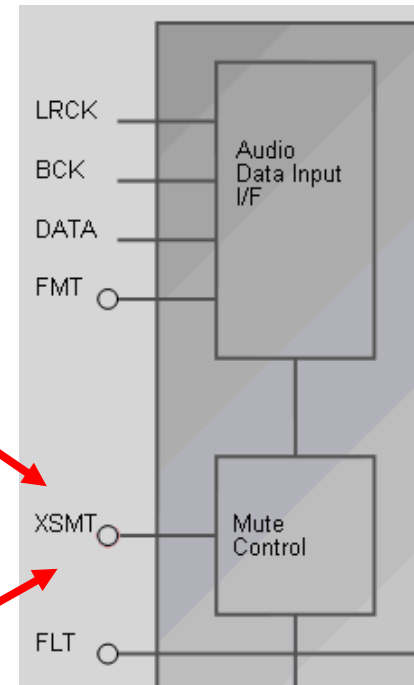 LRCK
BCK
DATA
FMT
Audio
Data Input
I/F
XSMT
Mute
Control
FLT